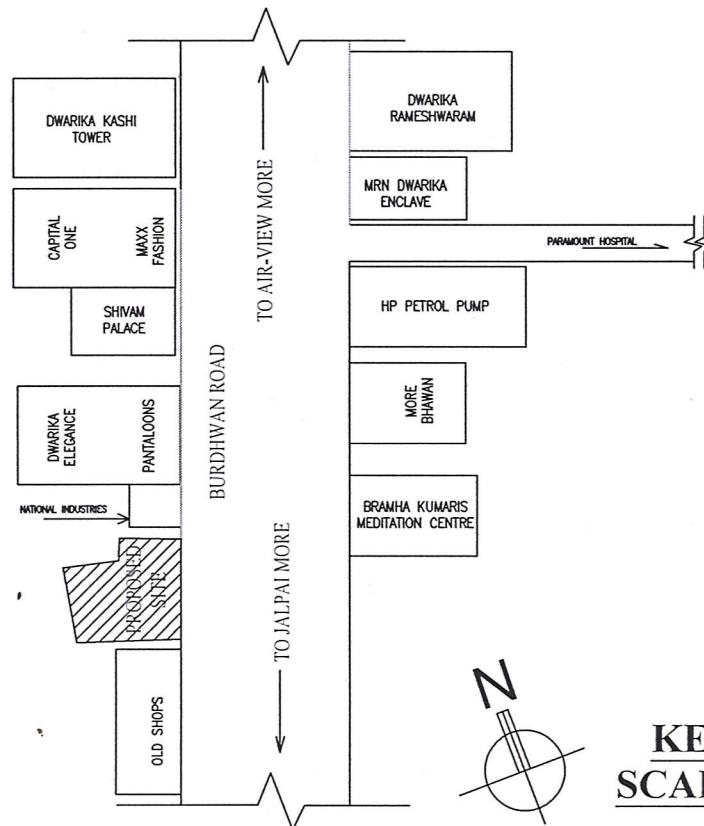 DWARIKA KASHI
TOWER
CAPITAL
ONE
MAXX
FASHION
SHIVAM
PALACE
DWARIKA
ELEGANCE
PANTALOONS
NATIONAL INDUSTRIES
PROPOSED
SITE
OLD SHOPS
BURDHWAN ROAD
TO AIR-VIEW MORE
TO JALPAI MORE
DWARIKA
RAMESHWARAM
MRN DWARIKA
ENCLAVE
PARAMOUNT HOSPITAL
HP PETROL PUMP
MORE
BHAWAN
BRAMHA KUMARIS
MEDITATION CENTRE
N